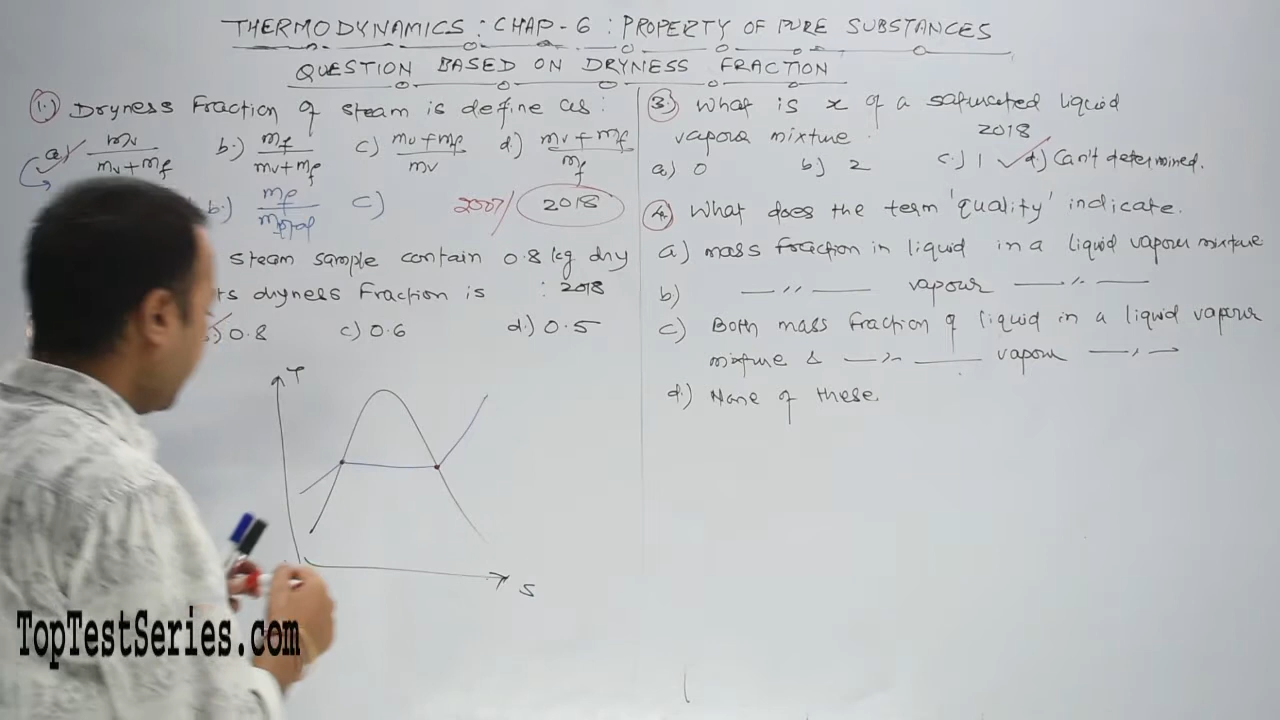 THERMODYNAMICS : CHAP-6 : PROPERTY OF PURE SUBSTANCES
QUESTION BASED ON DRYNESS FRACTION
1.) Dryness Fraction of steam is define as :
a) mv / mv + mf b.) mf / mv + mf c) mv + mf / mv d.) mv + mf / mf
b.) mf / mtotal c) 2007/ 2018
steam sample contain 0.8 kg dry
ts dryness Fraction is : 2018
b) 0.8 c) 0.6 d.) 0.5
T
S
3.) What is x of a saturated liquid
vapour mixture. 2018
a) 0 b) 2 c.) 1 d.) Can't determined.
4.) What does the term 'quality' indicate.
a) mass fraction in liquid in a liquid vapour mixture
b.) —"— vapour —"—
c) Both mass fraction of liquid in a liquid vapour
mixture & —"— vapour —"—
d.) None of these
TopTestSeries.com